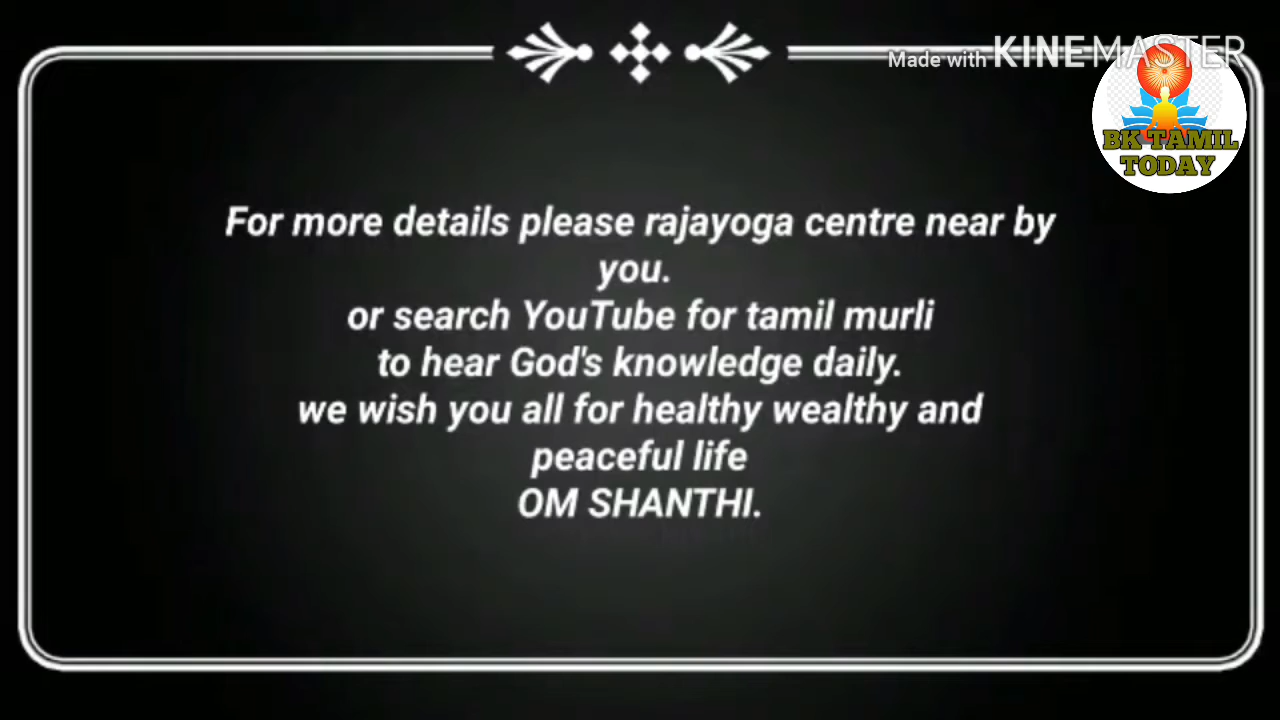 Made with KINEMASTER
BK TAMIL
TODAY
For more details please rajayoga centre near by
you.
or search YouTube for tamil murli
to hear God's knowledge daily.
we wish you all for healthy wealthy and
peaceful life
OM SHANTHI.